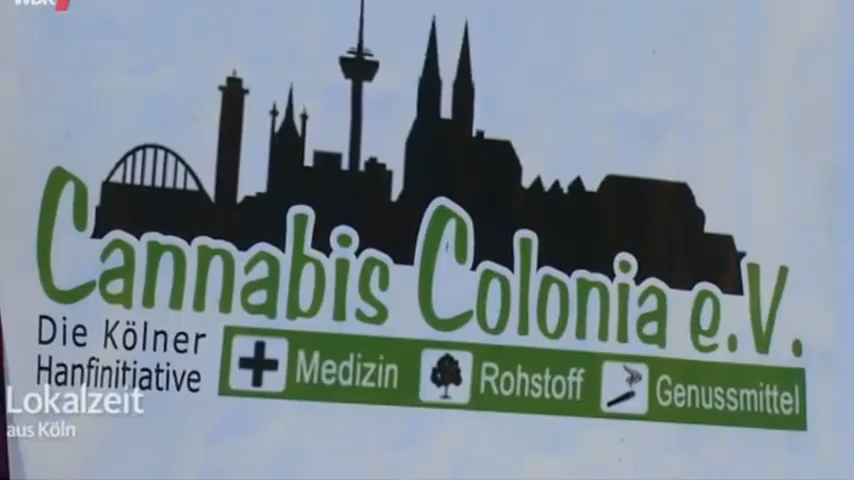 WDR
Cannabis Colonia e.V.
Die Kölner
Hanfinitiative
Medizin Rohstoff Genussmittel
Lokalzeit
aus Köln